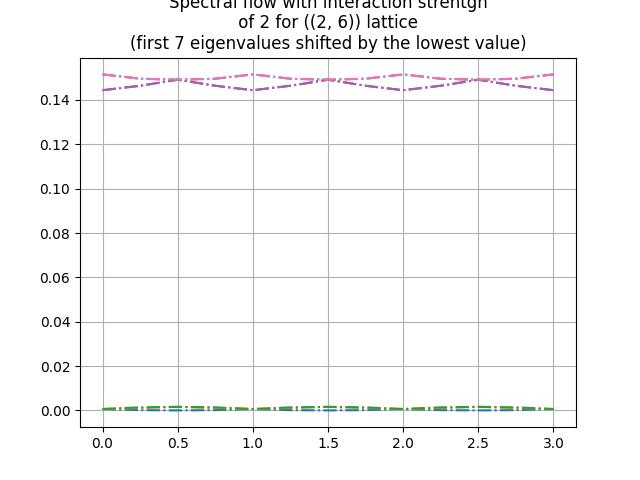 Spectral flow with interaction strentgh
of 2 for ((2, 6)) lattice
(first 7 eigenvalues shifted by the lowest value)
0.14
0.12
0.10
0.08
0.06
0.04
0.02
0.00
0.0 0.5 1.0 1.5 2.0 2.5 3.0